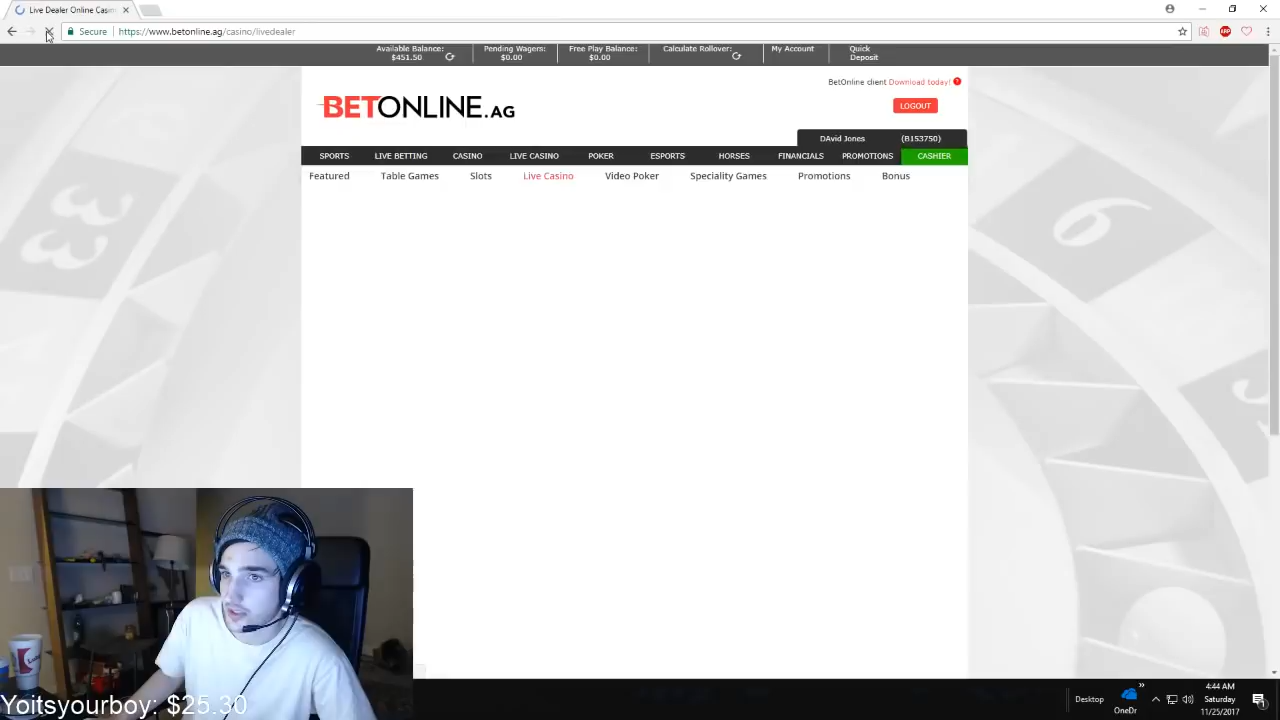 Live Dealer Online Casin
Secure https://www.betonline.ag/casino/livedealer
Available Balance: Pending Wagers: Free Play Balance: Calculate Rollover: My Account Quick
$451.50 $0.00 $0.00 Deposit
BetOnline client Download today! ?
BETONLINE.AG
LOGOUT
DAvid Jones (B153750)
SPORTS LIVE BETTING CASINO LIVE CASINO POKER ESPORTS HORSES FINANCIALS PROMOTIONS CASHIER
Featured Table Games Slots Live Casino Video Poker Speciality Games Promotions Bonus
6
Yoitsyourboy: $25.30
Desktop
OneDr
4:44 AM
Saturday
11/25/2017